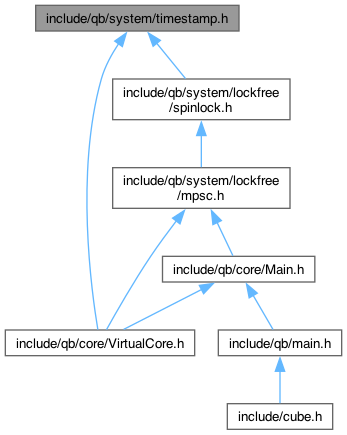 include/qb/system/timestamp.h
include/qb/system/lockfree
/spinlock.h
include/qb/system/lockfree
/mpsc.h
include/qb/core/Main.h
include/qb/core/VirtualCore.h
include/qb/main.h
include/cube.h